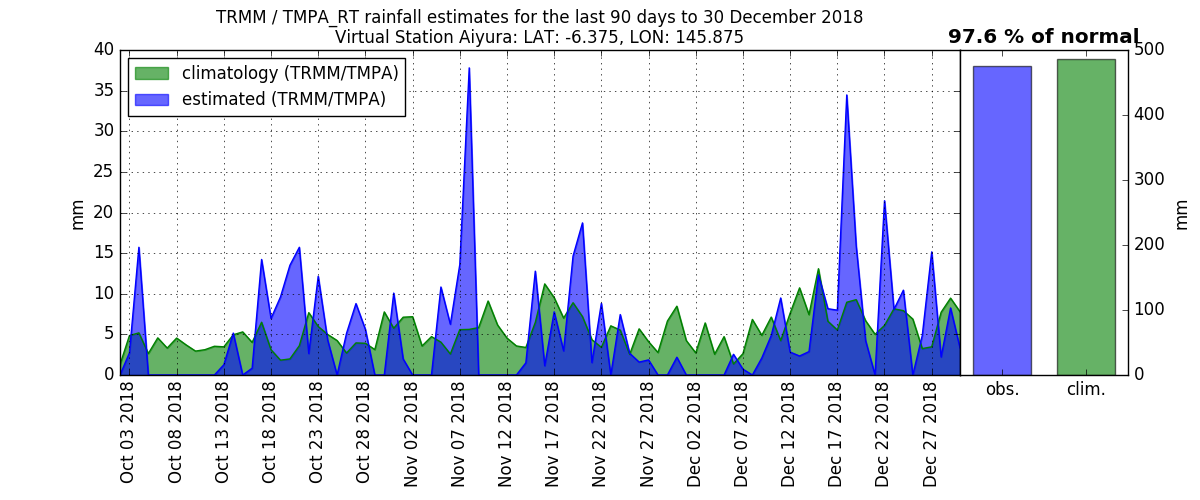 TRMM / TMPA_RT rainfall estimates for the last 90 days to 30 December 2018
Virtual Station Aiyura: LAT: -6.375, LON: 145.875
97.6 % of normal
climatology (TRMM/TMPA)
estimated (TRMM/TMPA)
40
35
30
25
20
15
10
5
0
mm
500
400
300
200
100
0
mm
Oct 03 2018
Oct 08 2018
Oct 13 2018
Oct 18 2018
Oct 23 2018
Oct 28 2018
Nov 02 2018
Nov 07 2018
Nov 12 2018
Nov 17 2018
Nov 22 2018
Nov 27 2018
Dec 02 2018
Dec 07 2018
Dec 12 2018
Dec 17 2018
Dec 22 2018
Dec 27 2018
obs.
clim.